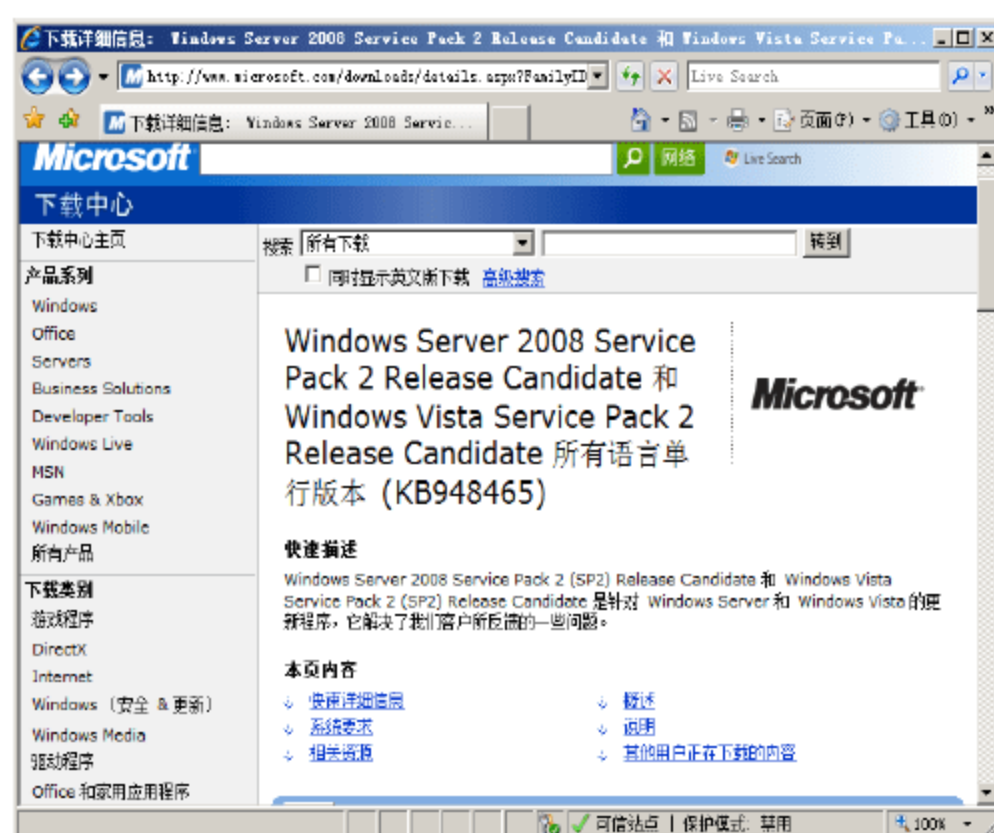 下载详细信息: Windows Server 2008 Service Pack 2 Release Candidate 和 Windows Vista Service Pa...
http://www.microsoft.com/downloads/details.aspx?FamilyID
Live Search
下载详细信息: Windows Server 2008 Servic...
页面(P)
工具(O)
Microsoft
网络
Live Search
下载中心
下载中心主页
搜索 所有下载
转到
同时显示英文版下载 高级搜索
产品系列
Windows
Office
Servers
Business Solutions
Developer Tools
Windows Live
MSN
Games & Xbox
Windows Mobile
所有产品
下载类别
游戏程序
DirectX
Internet
Windows (安全 & 更新)
Windows Media
驱动程序
Office 和家用应用程序
Windows Server 2008 Service
Pack 2 Release Candidate 和
Windows Vista Service Pack 2
Release Candidate 所有语言单
行版本 (KB948465)
Microsoft
快速描述
Windows Server 2008 Service Pack 2 (SP2) Release Candidate 和 Windows Vista
Service Pack 2 (SP2) Release Candidate 是针对 Windows Server 和 Windows Vista 的更
新程序，它解决了我们客户所反馈的一些问题。
本页内容
快速详细信息
概述
系统要求
说明
相关资源
其他用户正在下载的内容
可信站点 | 保护模式: 禁用
100%